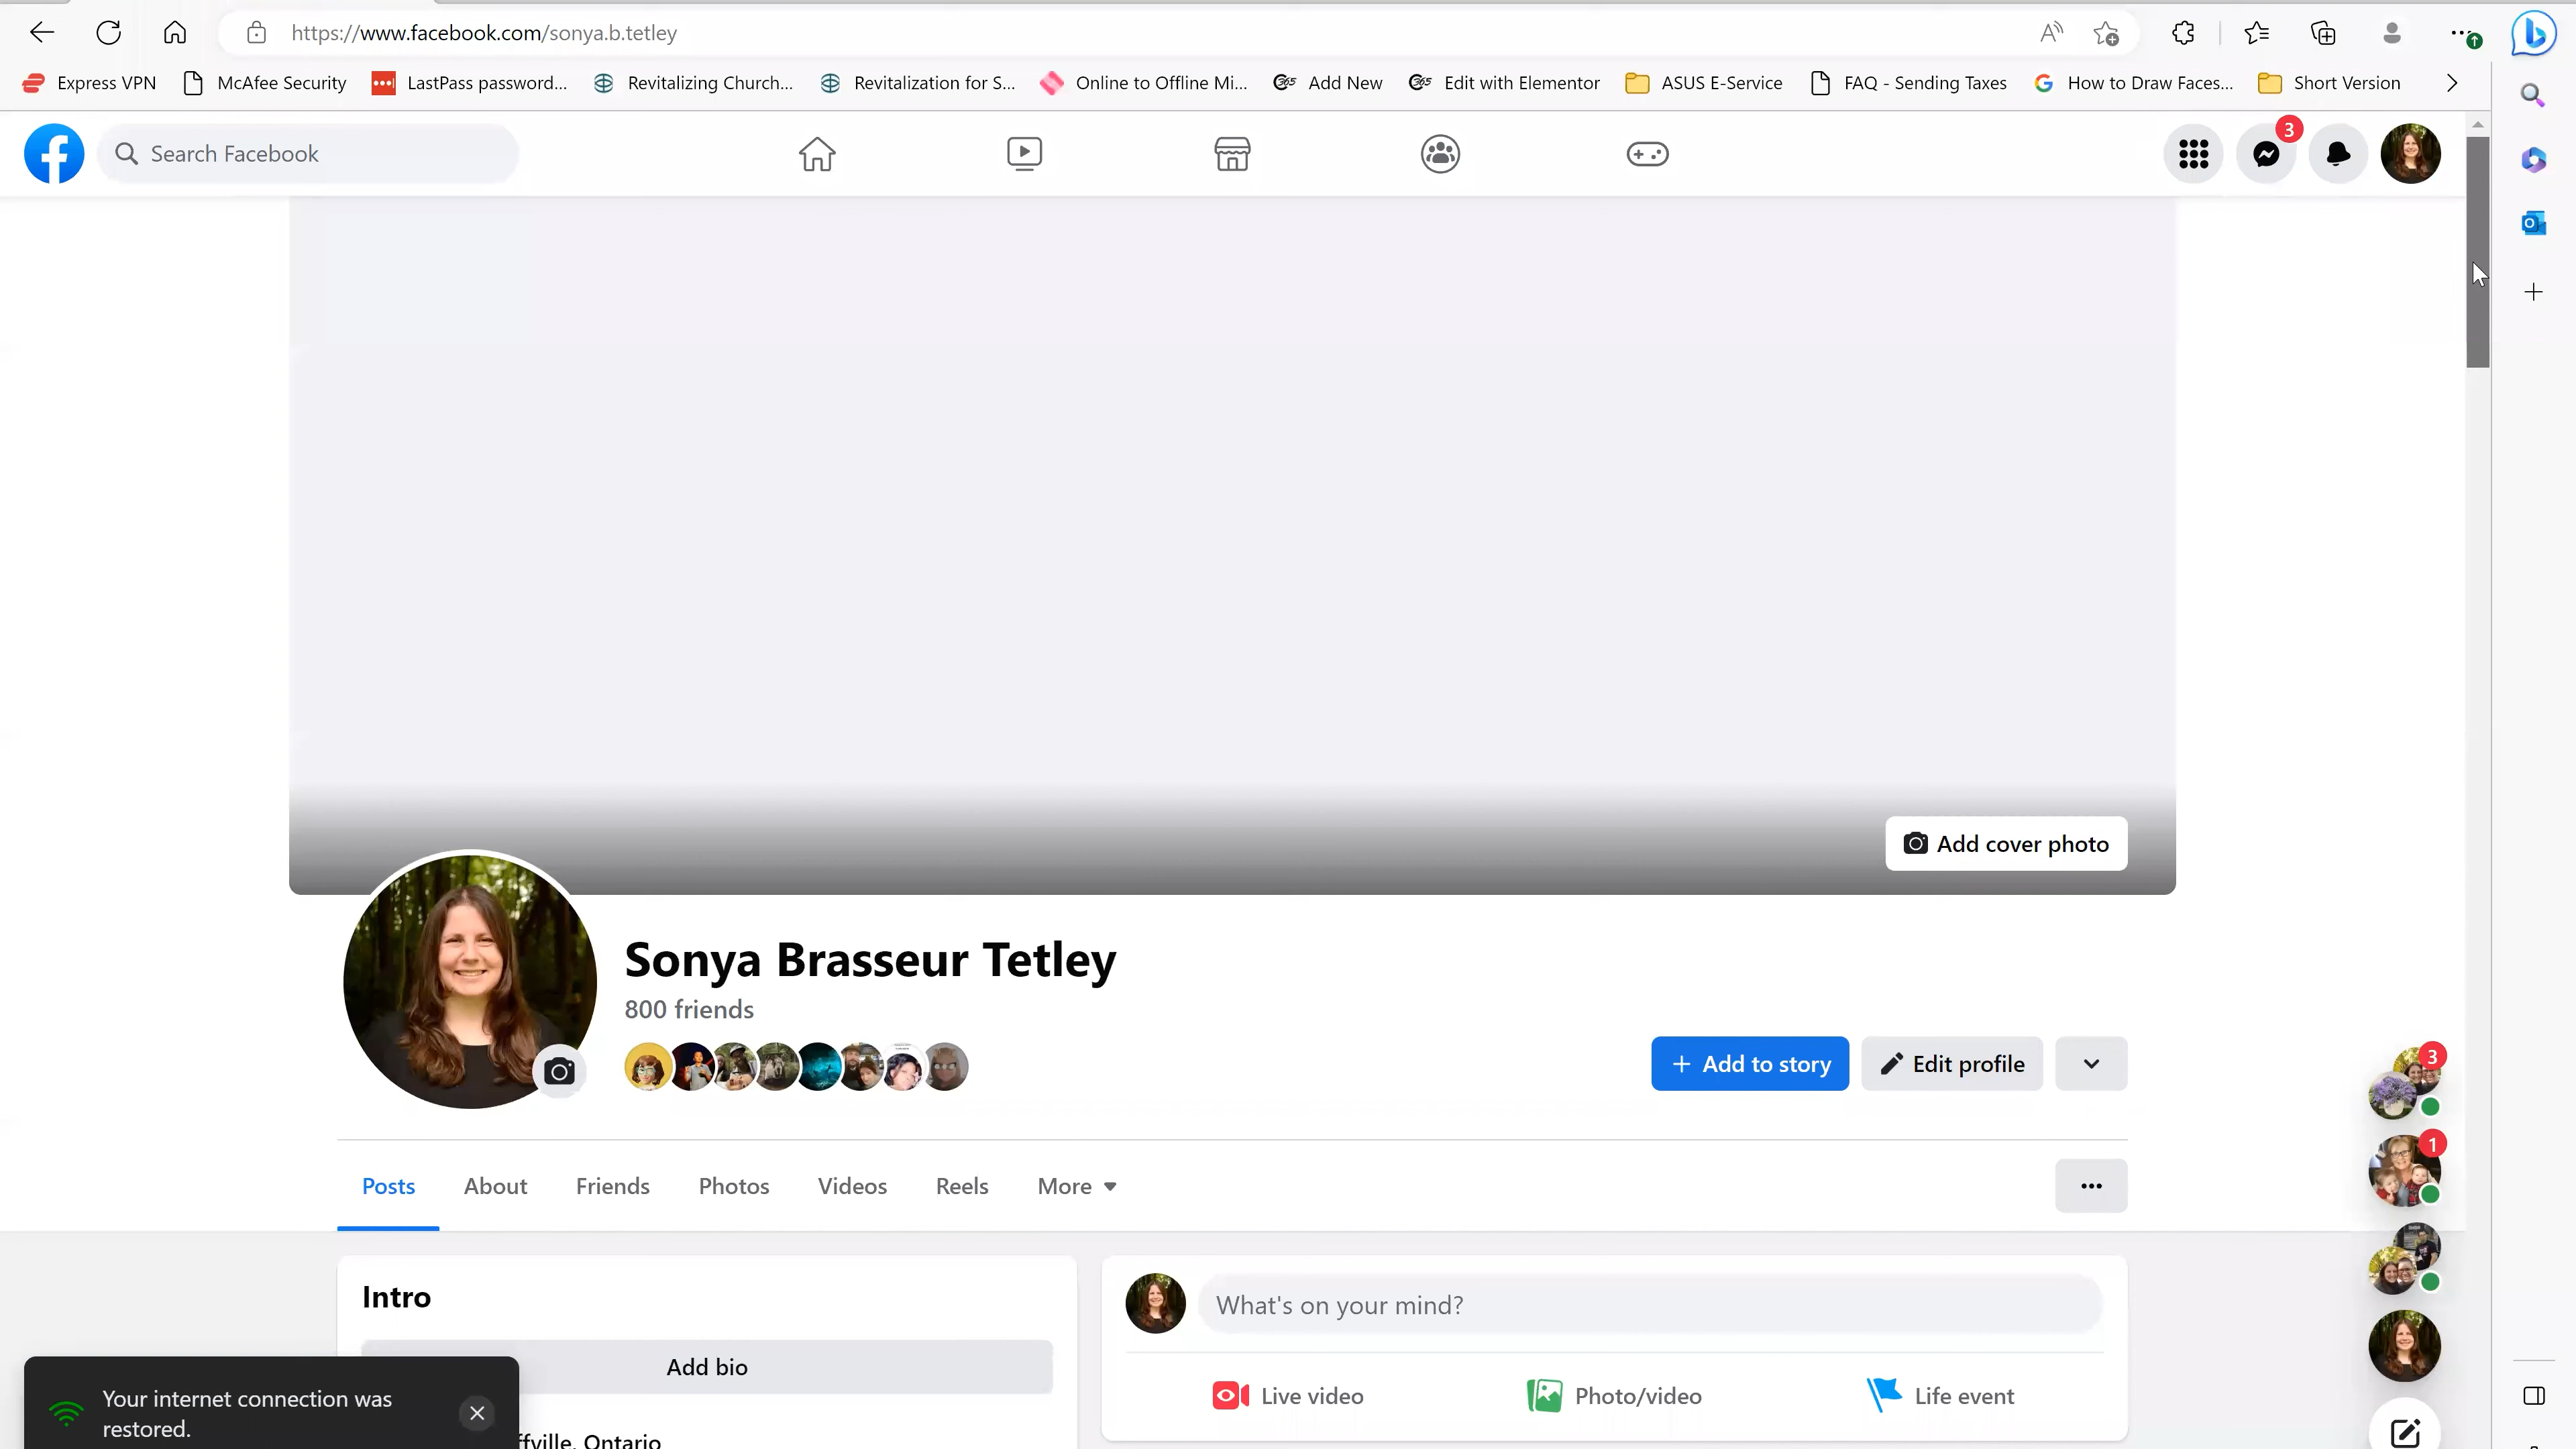 https://www.facebook.com/sonya.b.tetley
Express VPN
McAfee Security
LastPass password...
Revitalizing Church...
Revitalization for S...
Online to Offline Mi...
Add New
Edit with Elementor
ASUS E-Service
FAQ - Sending Taxes
How to Draw Faces...
Short Version
Search Facebook
3
Add cover photo
Sonya Brasseur Tetley
800 friends
+ Add to story
Edit profile
Posts
About
Friends
Photos
Videos
Reels
More
3
1
Intro
What's on your mind?
Add bio
Live video
Photo/video
Life event
Your internet connection was
restored.
ffville, Ontario